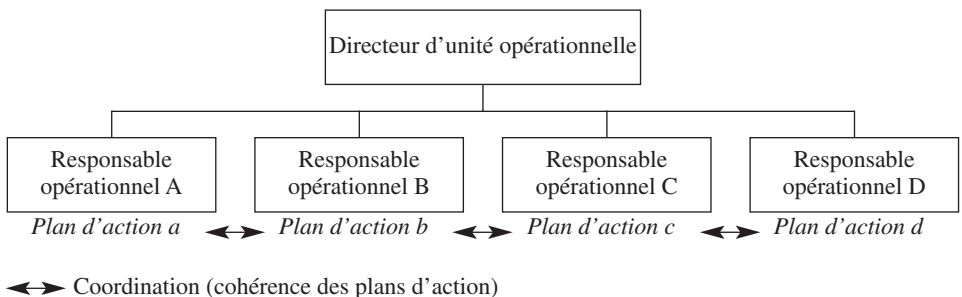 Directeur d'unité opérationnelle
Responsable
opérationnel A
Responsable
opérationnel B
Responsable
opérationnel C
Responsable
opérationnel D
Plan d'action a
Plan d'action b
Plan d'action c
Plan d'action d
Coordination (cohérence des plans d'action)